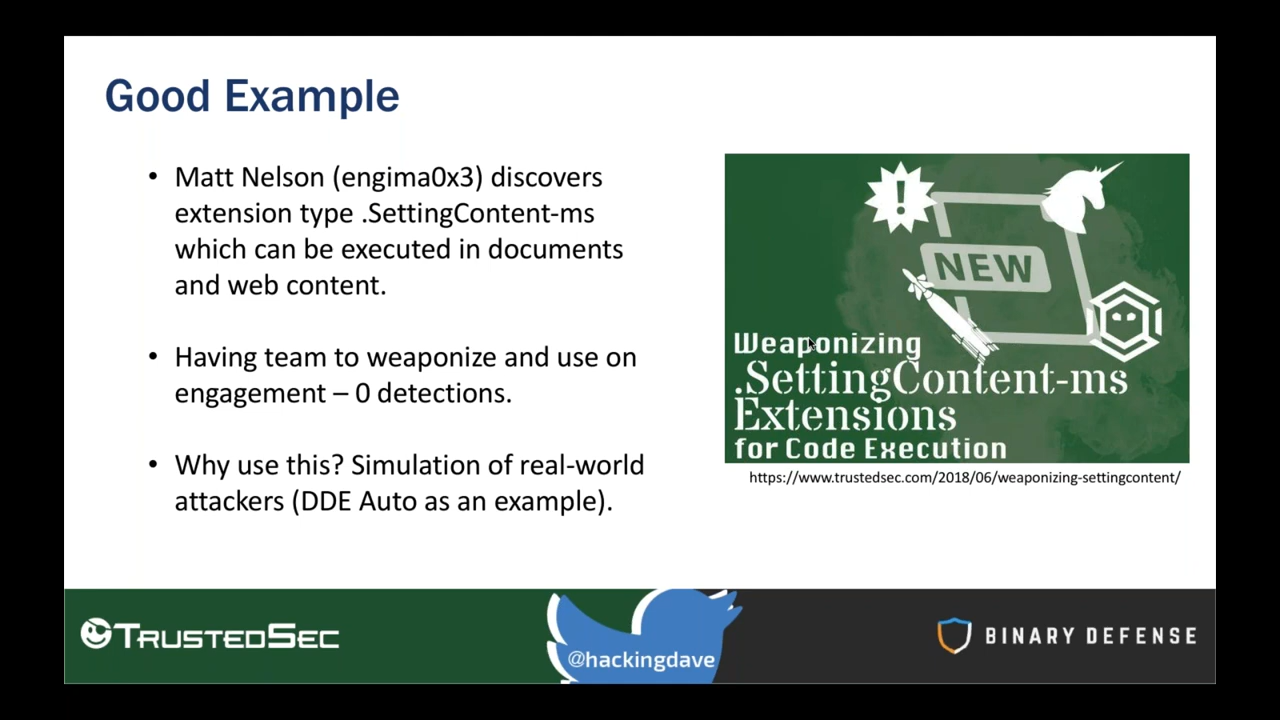 Good Example
• Matt Nelson (engima0x3) discovers
extension type .SettingContent-ms
which can be executed in documents
and web content.
• Having team to weaponize and use on
engagement – 0 detections.
• Why use this? Simulation of real-world
attackers (DDE Auto as an example).
NEW
Weaponizing
.SettingContent-ms
Extensions
for Code Execution
https://www.trustedsec.com/2018/06/weaponizing-settingcontent/
TRUSTEDSEC
@hackingdave
BINARY DEFENSE